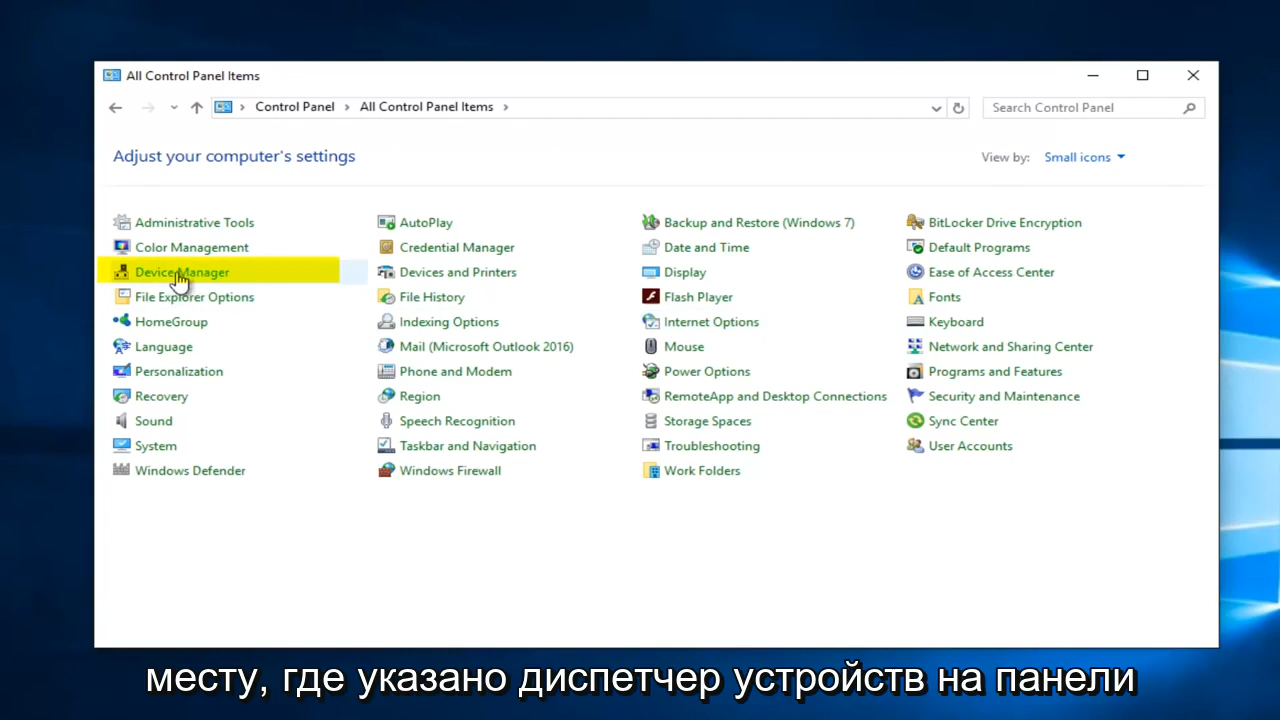 All Control Panel Items
Control Panel All Control Panel Items
Search Control Panel
Adjust your computer's settings
View by: Small icons
Administrative Tools
AutoPlay
Backup and Restore (Windows 7)
BitLocker Drive Encryption
Color Management
Credential Manager
Date and Time
Default Programs
Device Manager
Devices and Printers
Display
Ease of Access Center
File Explorer Options
File History
Flash Player
Fonts
HomeGroup
Indexing Options
Internet Options
Keyboard
Language
Mail (Microsoft Outlook 2016)
Mouse
Network and Sharing Center
Personalization
Phone and Modem
Power Options
Programs and Features
Recovery
Region
RemoteApp and Desktop Connections
Security and Maintenance
Sound
Speech Recognition
Storage Spaces
Sync Center
System
Taskbar and Navigation
Troubleshooting
User Accounts
Windows Defender
Windows Firewall
Work Folders
месту, где указано диспетчер устройств на панели